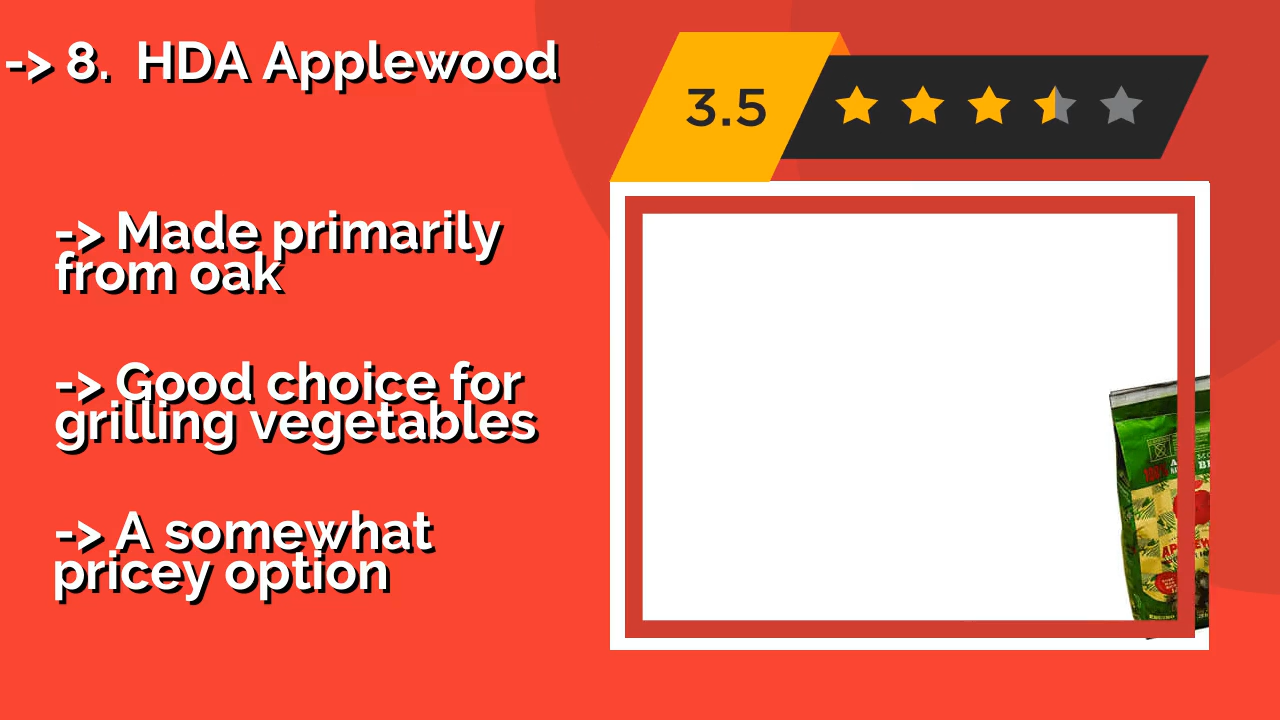 -> 8.  HDA Applewood
3.5
-> Made primarily
from oak
-> Good choice for
grilling vegetables
-> A somewhat
pricey option